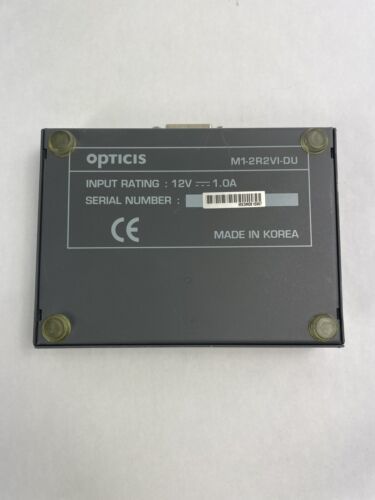 OPTICIS M1-2R2VI-DU
INPUT RATING : 12V ⎓ 1.0A
SERIAL NUMBER :
CE
MADE IN KOREA